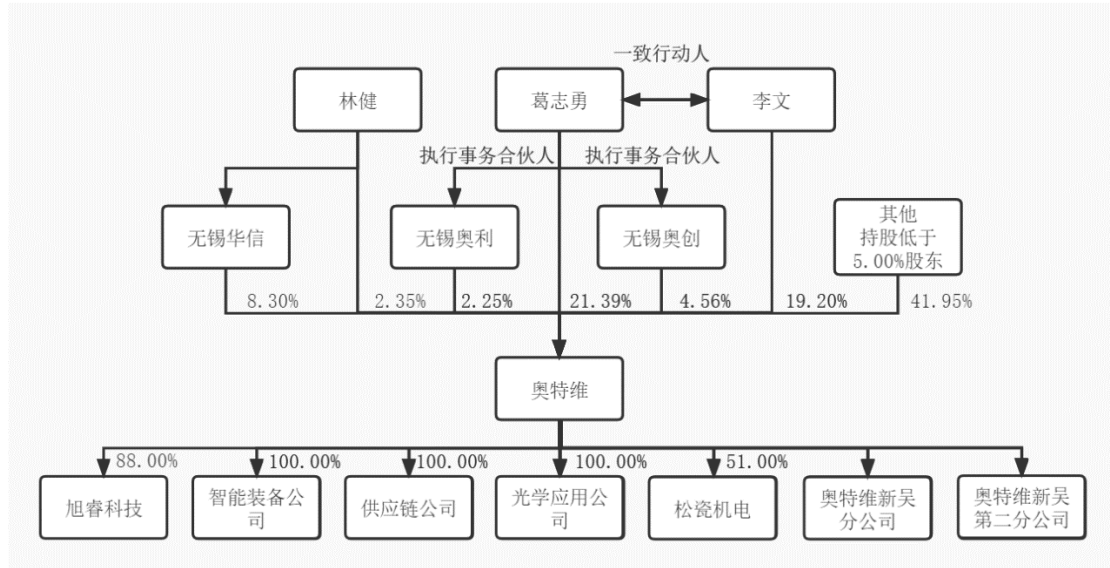 一致行动人
林健
葛志勇
李文
执行事务合伙人
执行事务合伙人
无锡华信
无锡奥利
无锡奥创
其他
持股低于
5.00%股东
8.30%
2.35%
2.25%
21.39%
4.56%
19.20%
41.95%
奥特维
88.00%
100.00%
100.00%
100.00%
51.00%
旭睿科技
智能装备公
司
供应链公司
光学应用公
司
松瓷机电
奥特维新吴
分公司
奥特维新吴
第二分公司